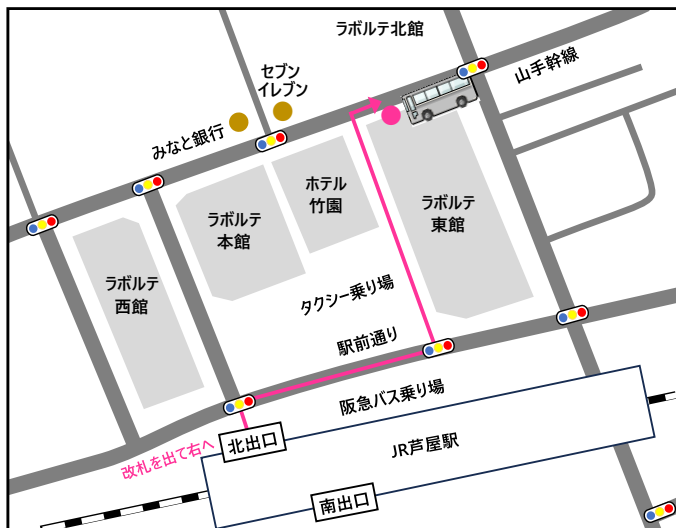 ラポルテ北館
山手幹線
セブン
イレブン
みなと銀行
ホテル
竹園
ラポルテ
本館
ラポルテ
東館
ラポルテ
西館
タクシー乗り場
駅前通り
阪急バス乗り場
改札を出て右へ
北出口
JR芦屋駅
南出口